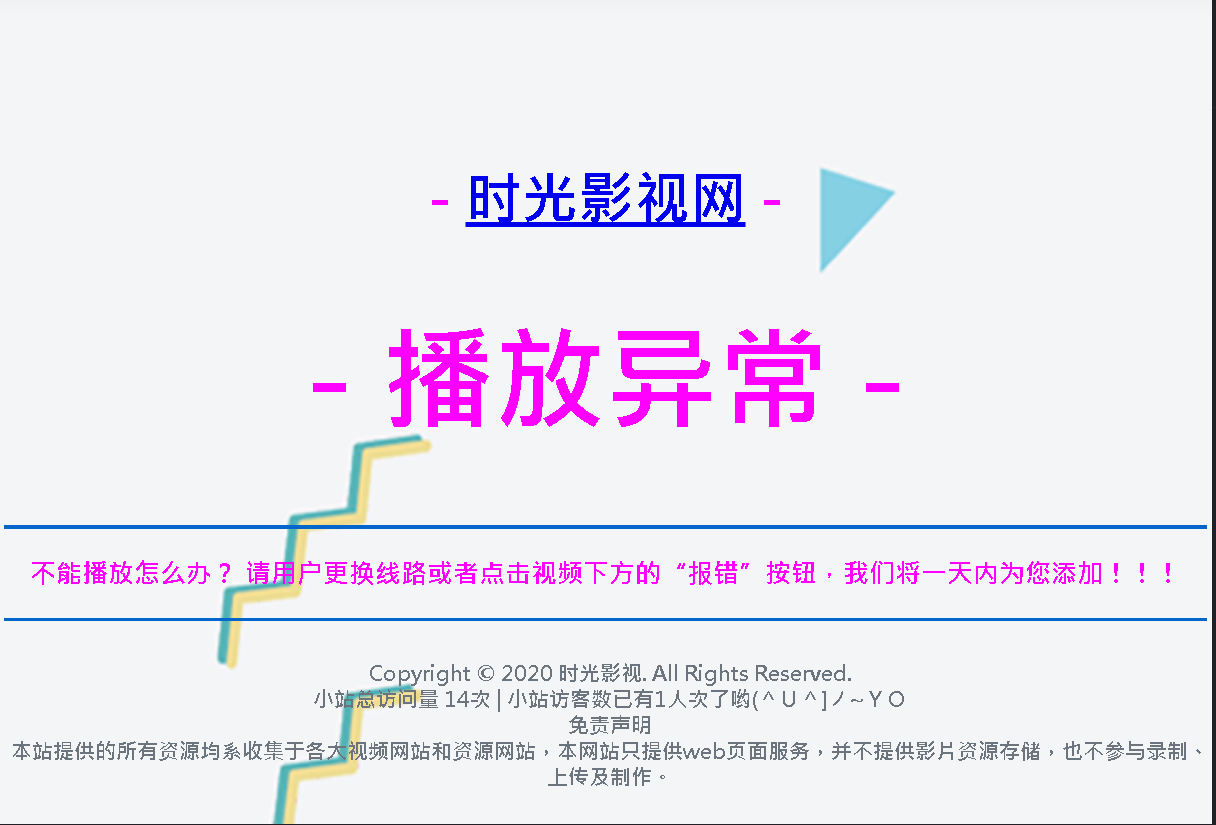 - 时光影视网 -
- 播放异常 -
不能播放怎么办？ 请用户更换线路或者点击视频下方的“报错”按钮，我们将一天内为您添加！！！
Copyright © 2020 时光影视. All Rights Reserved.
小站总访问量 14次 | 小站访客数已有1人次了哟(＾Ｕ＾)ノ~ＹＯ
免责声明
本站提供的所有资源均系收集于各大视频网站和资源网站，本网站只提供web页面服务，并不提供影片资源存储，也不参与录制、
上传及制作。